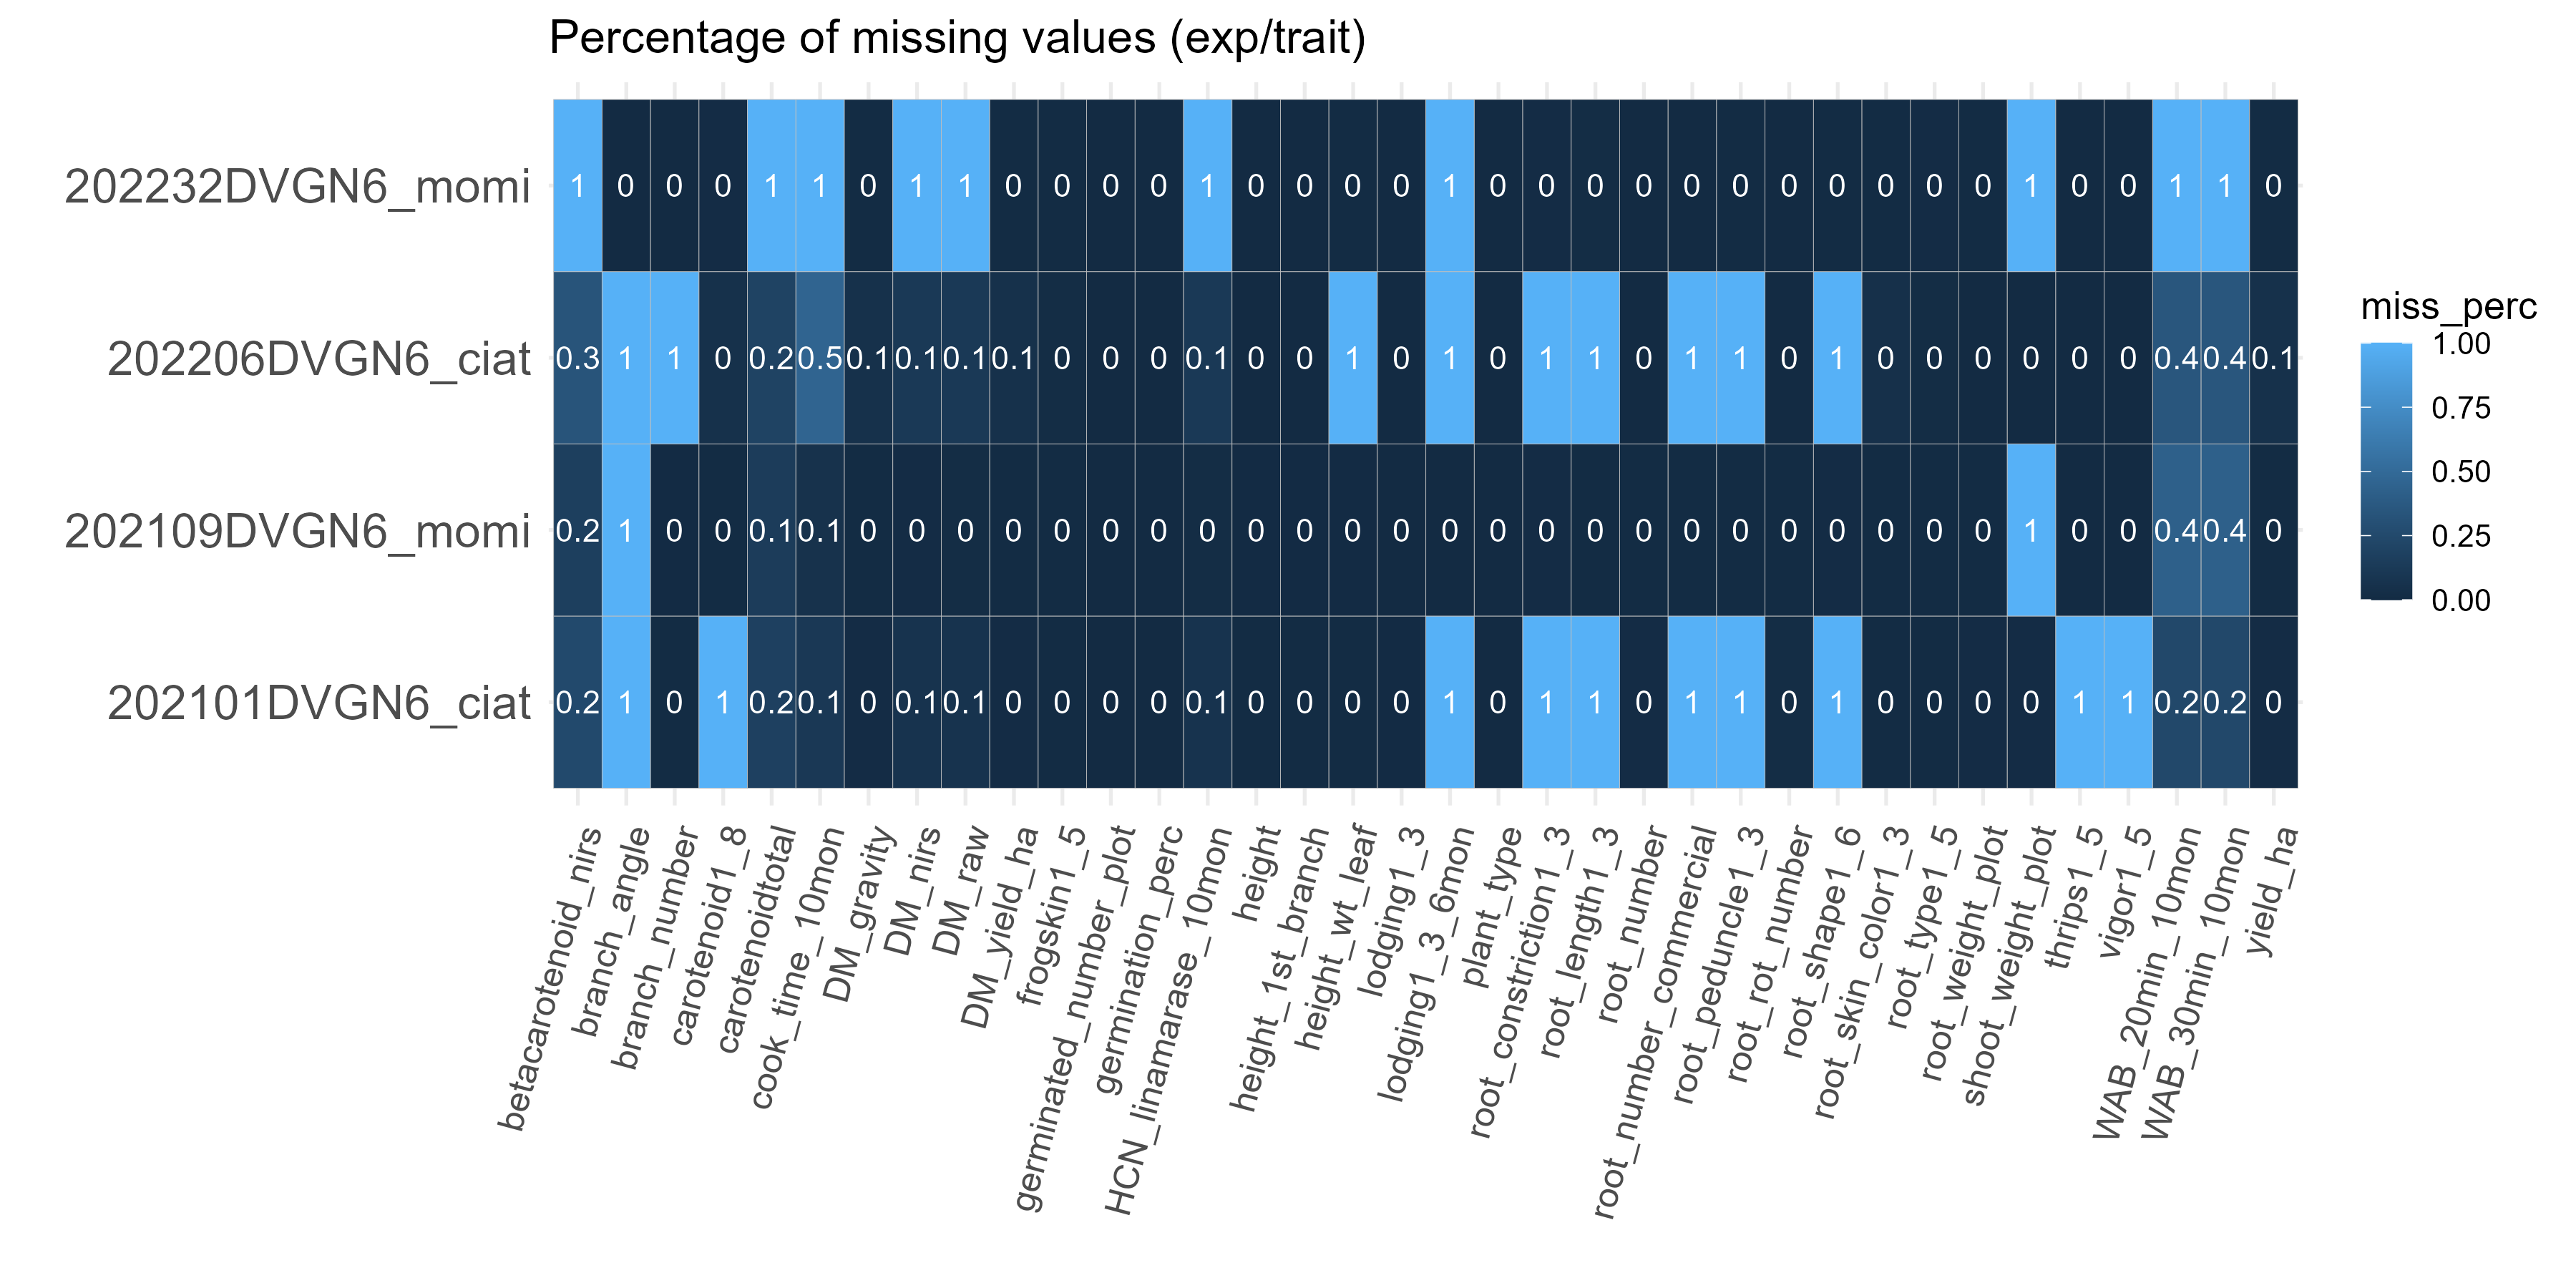 Percentage of missing values (exp/trait)
202232DVGN6_momi
1 0 0 0 1 1 0 1 1 0 0 0 0 1 0 0 0 0 1 0 0 0 0 0 0 0 0 0 0 0 1 0 0 1 1 0
202206DVGN6_ciat
0.3 1 1 0 0.2 0.5 0.1 0.1 0.1 0.1 0 0 0 0.1 0 0 1 0 1 0 1 1 0 1 1 0 1 0 0 0 0 0 0 0.4 0.4 0.1
202109DVGN6_momi
0.2 1 0 0 0.1 0.1 0 0 0 0 0 0 0 0 0 0 0 0 0 0 0 0 0 0 0 0 0 0 0 0 1 0 0 0.4 0.4 0
202101DVGN6_ciat
0.2 1 0 1 0.2 0.1 0 0.1 0.1 0 0 0 0 0.1 0 0 0 0 1 0 1 1 0 1 1 0 1 0 0 0 0 1 1 0.2 0.2 0
betacarotenoid_nirs
branch_angle
branch_number
carotenoid1_8
carotenoidtotal
cook_time_10mon
DM_gravity
DM_nirs
DM_raw
DM_yield_ha
frogskin1_5
germinated_number_plot
germination_perc
HCN_linamarase_10mon
height
height_1st_branch
height_wt_leaf
lodging1_3
lodging1_3_6mon
plant_type
root_constriction1_3
root_length1_3
root_number
root_number_commercial
root_peduncle1_3
root_rot_number
root_shape1_6
root_skin_color1_3
root_type1_5
root_weight_plot
shoot_weight_plot
thrips1_5
vigor1_5
WAB_20min_10mon
WAB_30min_10mon
yield_ha
miss_perc
1.00
0.75
0.50
0.25
0.00